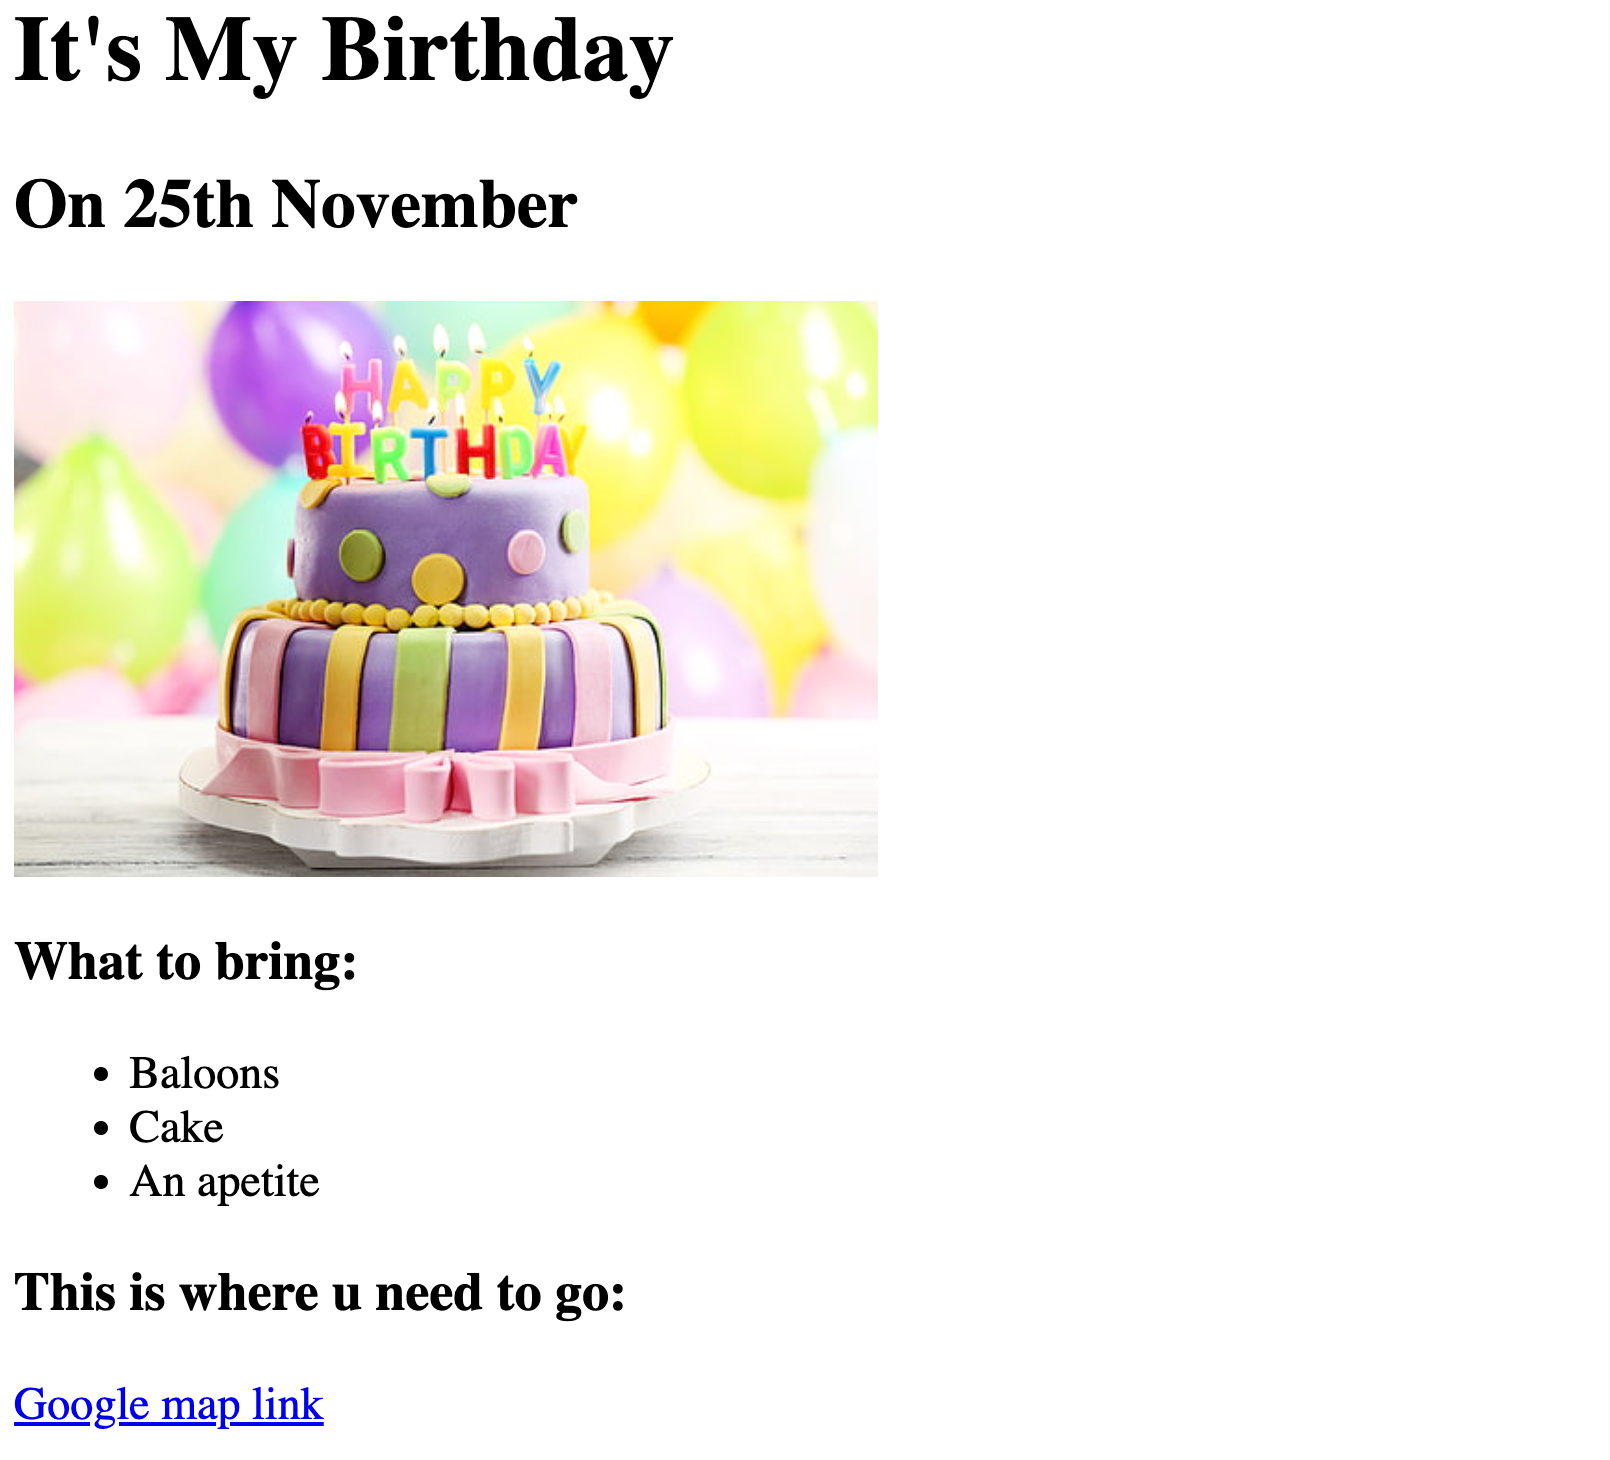 It's My Birthday
On 25th November
HAPPY
BIRTHDAY
What to bring:
Baloons
Cake
An apetite
This is where u need to go:
Google map link